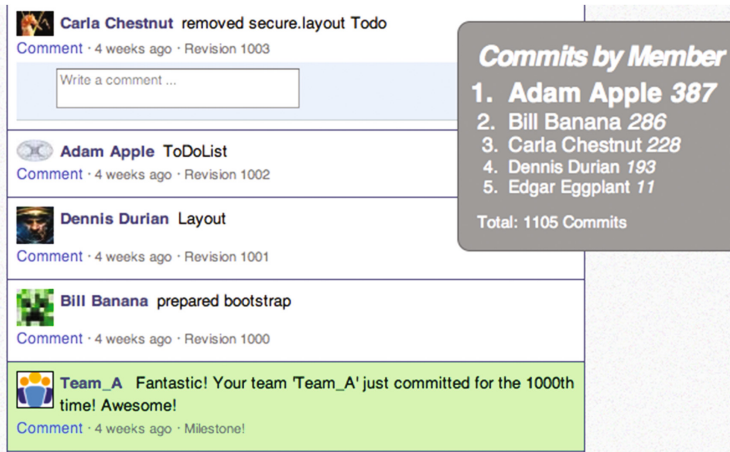 Carla Chestnut removed secure.layout Todo
Comment · 4 weeks ago · Revision 1003
Write a comment ...
Adam Apple ToDoList
Comment · 4 weeks ago · Revision 1002
Dennis Durian Layout
Comment · 4 weeks ago · Revision 1001
Bill Banana prepared bootstrap
Comment · 4 weeks ago · Revision 1000
Team_A Fantastic! Your team 'Team_A' just committed for the 1000th
time! Awesome!
Comment · 4 weeks ago · Milestone!
Commits by Member
1. Adam Apple 387
2. Bill Banana 286
3. Carla Chestnut 228
4. Dennis Durian 193
5. Edgar Eggplant 11
Total: 1105 Commits